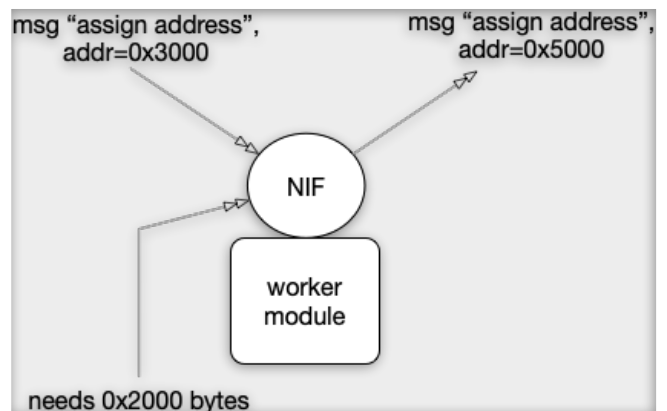 msg “assign address”,
addr=0x3000
msg “assign address”,
addr=0x5000
NIF
worker
module
needs 0x2000 bytes